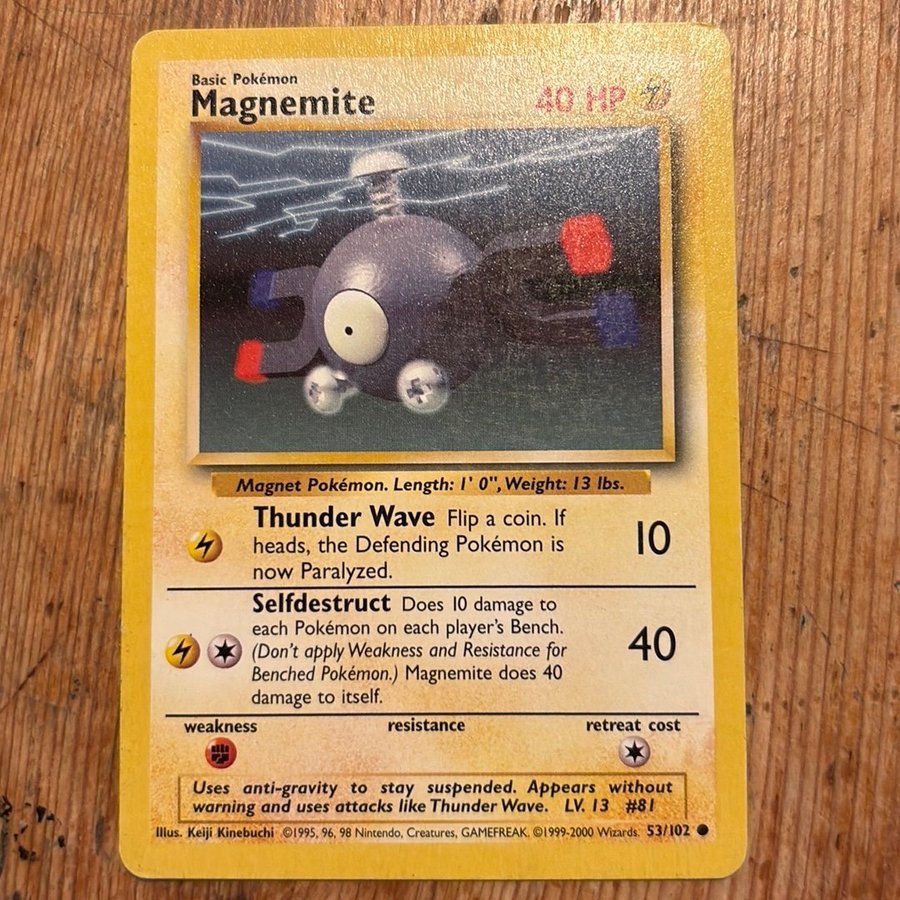 Basic Pokémon
Magnemite 40 HP
Magnet Pokémon. Length: 1' 0", Weight: 13 lbs.
Thunder Wave Flip a coin. If
heads, the Defending Pokémon is
now Paralyzed.
10
Selfdestruct Does 10 damage to
each Pokémon on each player's Bench.
(Don't apply Weakness and Resistance for
Benched Pokémon.) Magnemite does 40
damage to itself.
40
weakness resistance retreat cost
Uses anti-gravity to stay suspended. Appears without
warning and uses attacks like Thunder Wave. LV. 13 #81
Illus. Keiji Kinebuchi ©1995, 96, 98 Nintendo, Creatures, GAMEFREAK. ©1999-2000 Wizards. 53/102